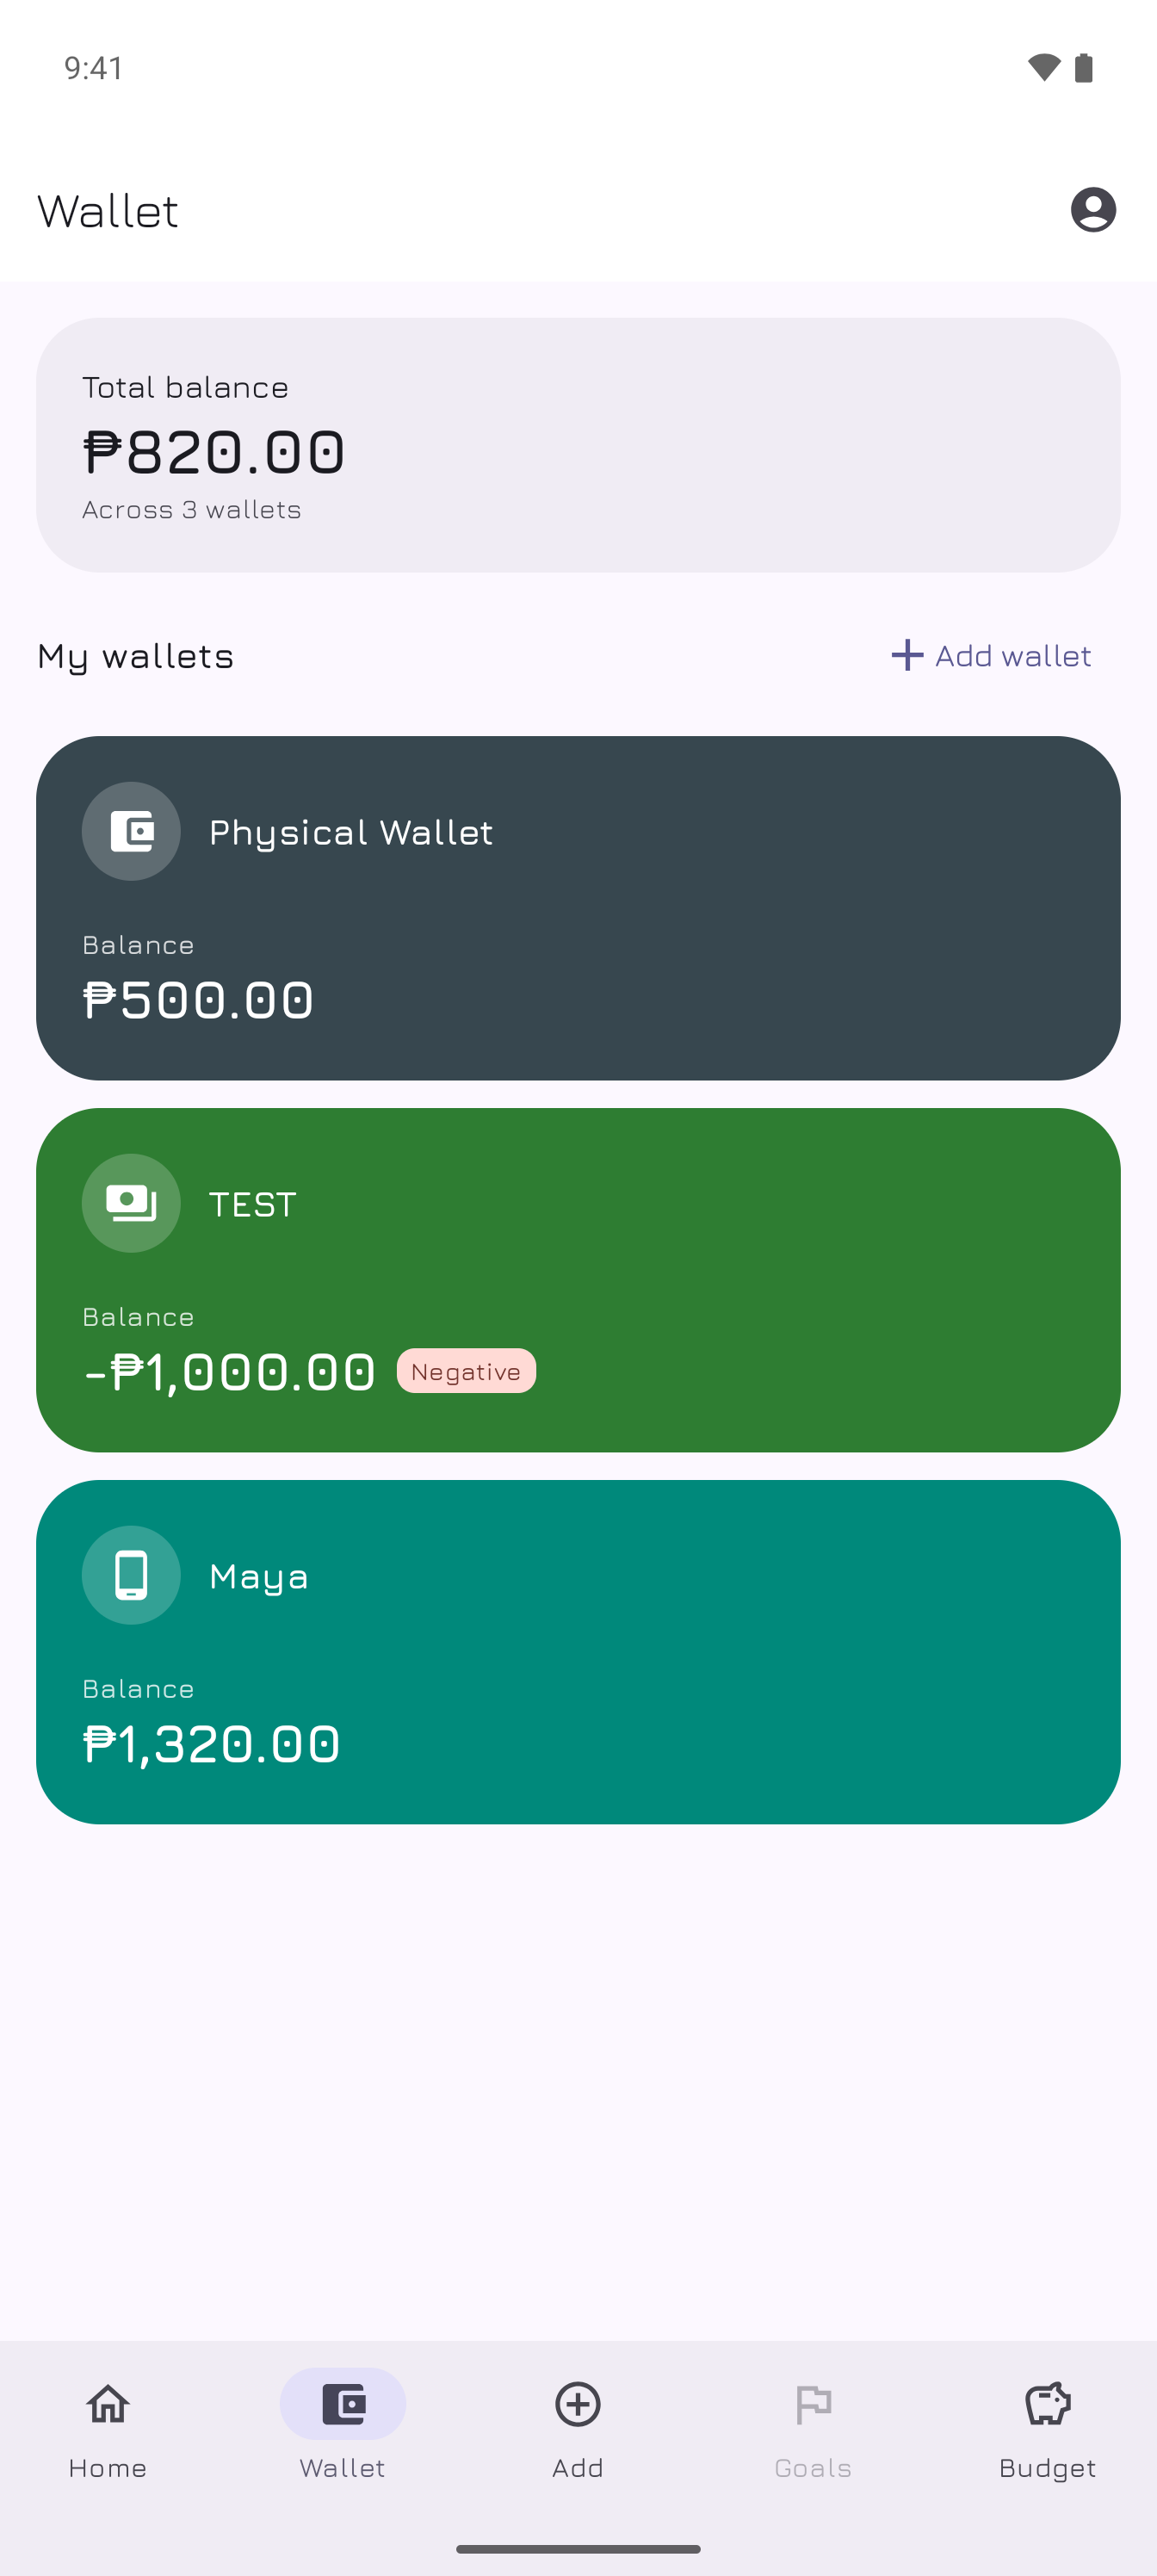 9:41
Wallet
Total balance
₱820.00
Across 3 wallets
My wallets
Add wallet
Physical Wallet
Balance
₱500.00
TEST
Balance
-₱1,000.00 Negative
Maya
Balance
₱1,320.00
Home Wallet Add Goals Budget